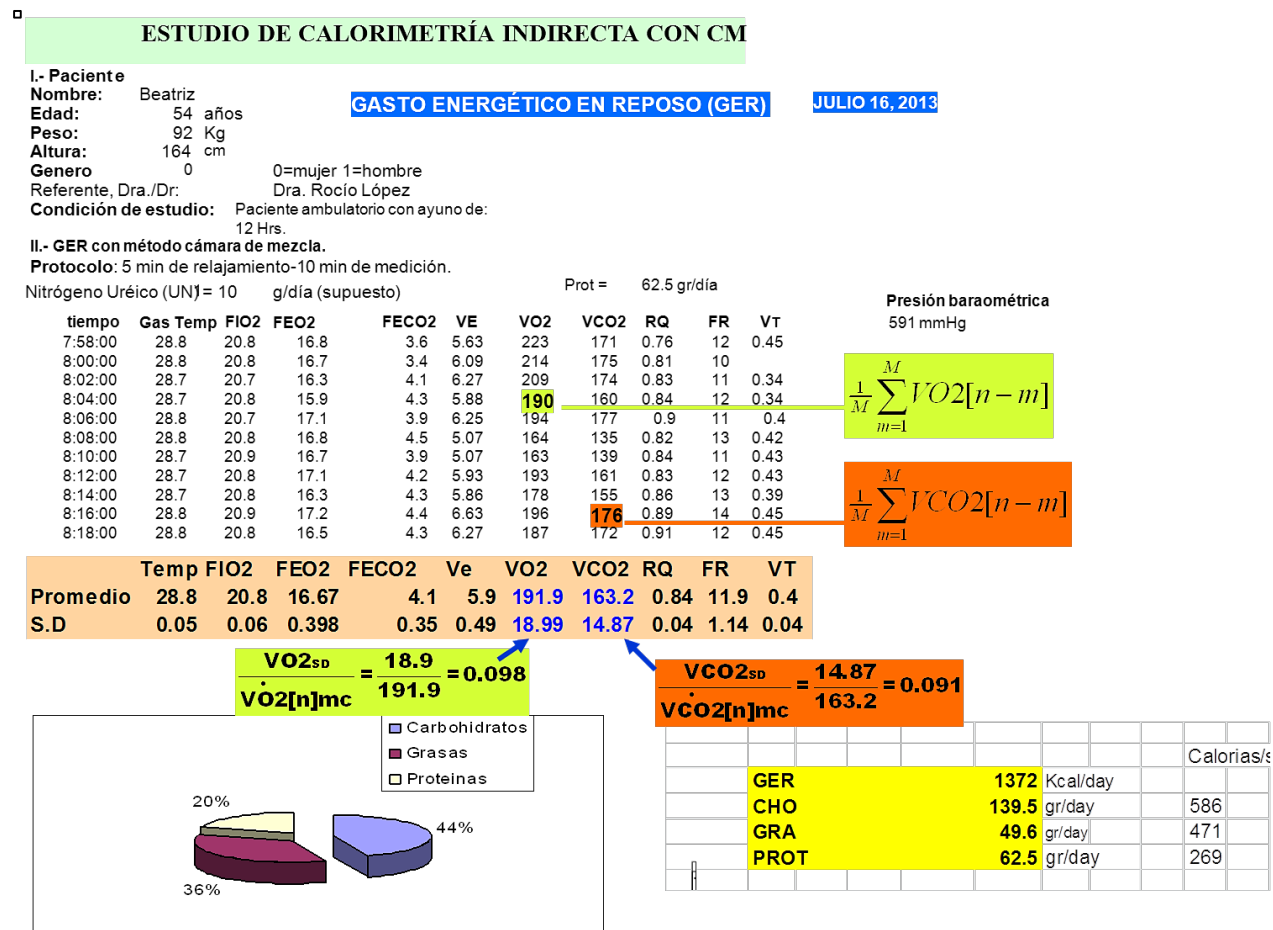 ESTUDIO DE CALORIMETRÍA INDIRECTA CON CM
I.- Paciente
Nombre: Beatriz
Edad: 54 años
Peso: 92 Kg
Altura: 164 cm
Genero 0 0=mujer 1=hombre
GASTO ENERGÉTICO EN REPOSO (GER) JULIO 16, 2013
Referente, Dra./Dr: Dra. Rocío López
Condición de estudio: Paciente ambulatorio con ayuno de:
12 Hrs.
II.- GER con método cámara de mezcla.
Protocolo: 5 min de relajamiento-10 min de medición.
Nitrógeno Uréico (UN)= 10 g/día (supuesto) Prot = 62.5 gr/día
Presión baraométrica
591 mmHg
tiempo Gas Temp FIO2 FEO2 FECO2 VE VO2 VCO2 RQ FR VT
7:58:00 28.8 20.8 16.8 3.6 5.63 223 171 0.76 12 0.45
8:00:00 28.8 20.8 16.7 3.4 6.09 214 175 0.81 10
8:02:00 28.7 20.7 16.3 4.1 6.27 209 174 0.83 11 0.34
8:04:00 28.7 20.8 15.9 4.3 5.88 190 160 0.84 12 0.34
8:06:00 28.8 20.7 17.1 3.9 6.25 194 177 0.9 11 0.4
8:08:00 28.8 20.8 16.8 4.5 5.07 164 135 0.82 13 0.42
8:10:00 28.8 20.9 16.7 3.9 5.07 163 139 0.84 11 0.43
8:12:00 28.8 20.8 17.1 4.2 5.93 193 161 0.83 12 0.43
8:14:00 28.7 20.8 16.3 4.3 5.86 178 155 0.86 13 0.39
8:16:00 28.8 20.9 17.2 4.4 6.63 196 176 0.89 14 0.45
8:18:00 28.8 20.8 16.5 4.3 6.27 187 172 0.91 12 0.45
1/M ∑ M m=1 VO2[n−m]
1/M ∑ M m=1 VCO2[n−m]
Temp FIO2 FEO2 FECO2 Ve VO2 VCO2 RQ FR VT
Promedio 28.8 20.8 16.67 4.1 5.9 191.9 163.2 0.84 11.9 0.4
S.D 0.05 0.06 0.398 0.35 0.49 18.99 14.87 0.04 1.14 0.04
VO2SD / V̇O2[n]mc = 18.9 / 191.9 = 0.098
VCO2SD / V̇CO2[n]mc = 14.87 / 163.2 = 0.091
Carbohidratos
Grasas
Proteinas
20%
44%
36%
Calorias/s
GER 1372 Kcal/day
CHO 139.5 gr/day 586
GRA 49.6 gr/day 471
PROT 62.5 gr/day 269